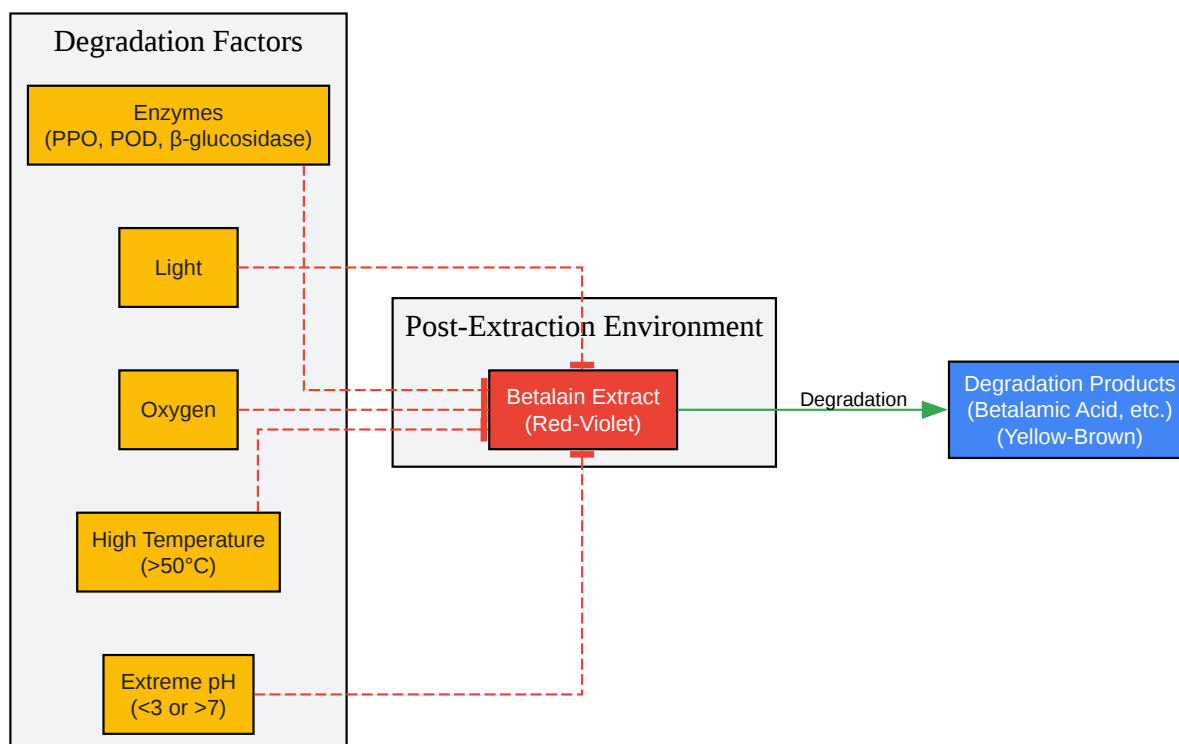 Degradation Factors
Enzymes
(PPO, POD, β-glucosidase)
Light
Oxygen
High Temperature
(>50°C)
Extreme pH
(<3 or >7)
Post-Extraction Environment
Betalain Extract
(Red-Violet)
Degradation
Degradation Products
(Betalamic Acid, etc.)
(Yellow-Brown)